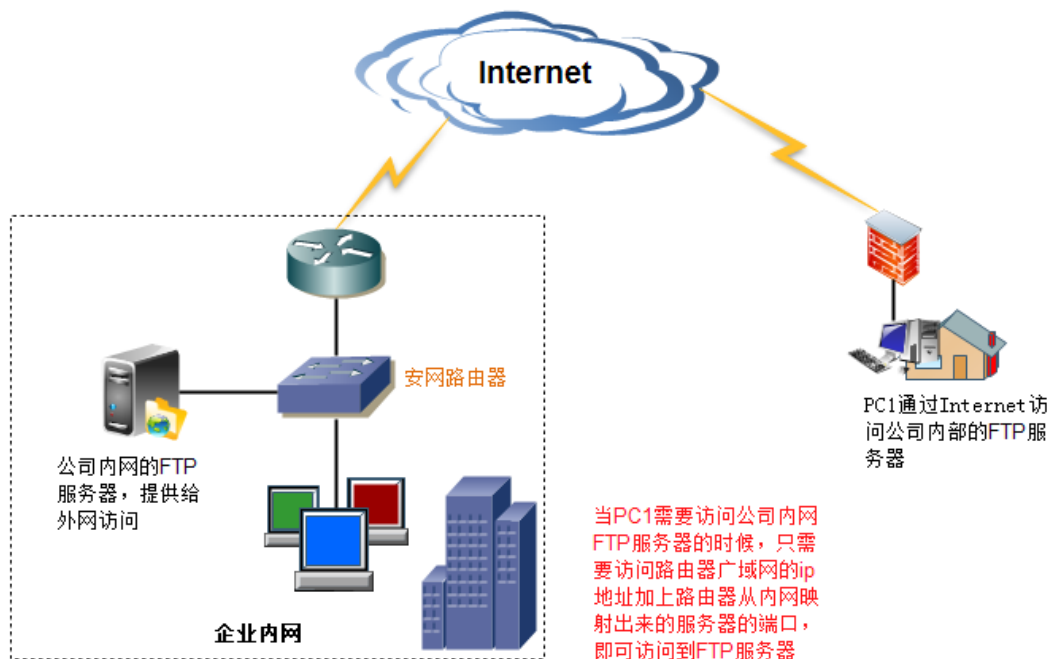 Internet
安网路由器
公司内网的FTP
服务器，提供给
外网访问
企业内网
PC1通过Internet访
问公司内部的FTP服
务器
当PC1需要访问公司内网
FTP服务器的时候，只需
要访问路由器广域网的ip
地址加上路由器从内网映
射出来的服务器的端口，
即可访问到FTP服务器